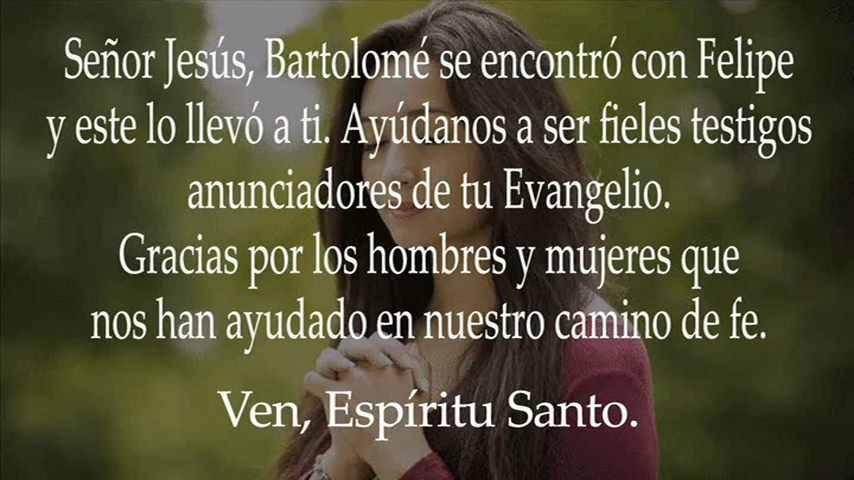 Señor Jesús, Bartolomé se encontró con Felipe
y este lo llevó a ti. Ayúdanos a ser fieles testigos
anunciadores de tu Evangelio.
Gracias por los hombres y mujeres que
nos han ayudado en nuestro camino de fe.
Ven, Espíritu Santo.